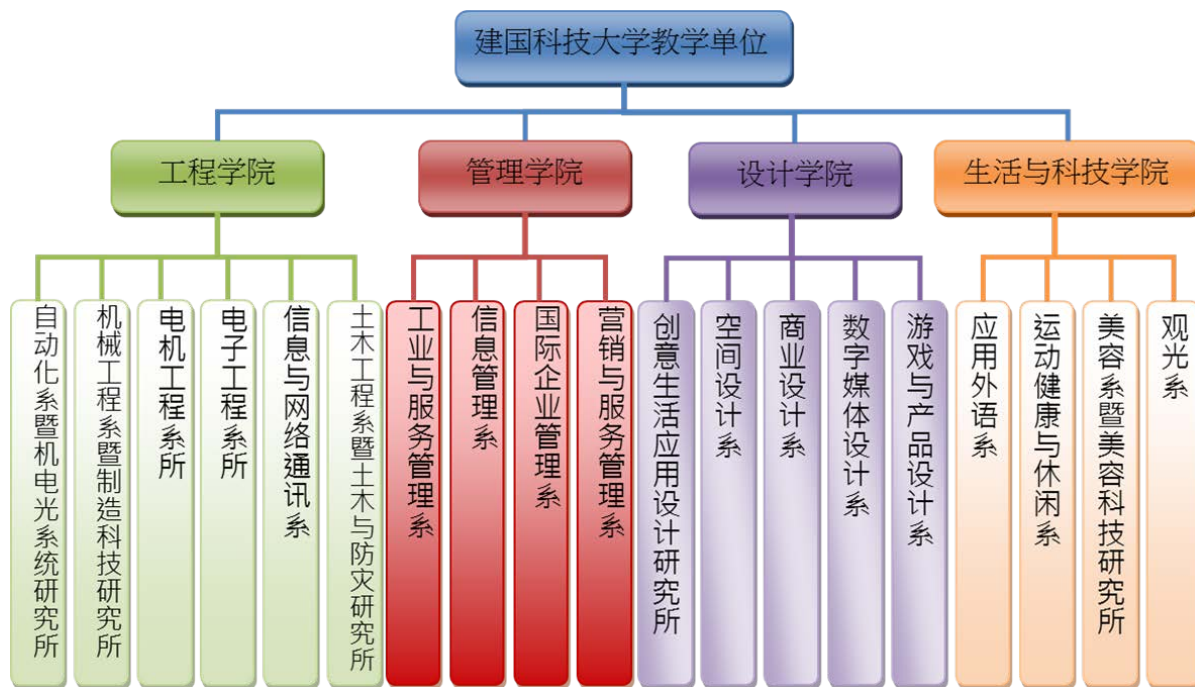 建国科技大学教学单位
工程学院
管理学院
设计学院
生活与科技学院
自动化系暨机电光系统研究所
机械工程系暨制造科技研究所
电机工程系所
电子工程系所
信息与网络通讯系
土木工程系暨土木与防灾研究所
工业与服务管理系
信息管理系
国际企业管理系
营销与服务管理系
创意生活应用设计研究所
空间设计系
商业设计系
数字媒体设计系
游戏与产品设计系
应用外语系
运动健康与休闲系
美容系暨美容科技研究所
观光系